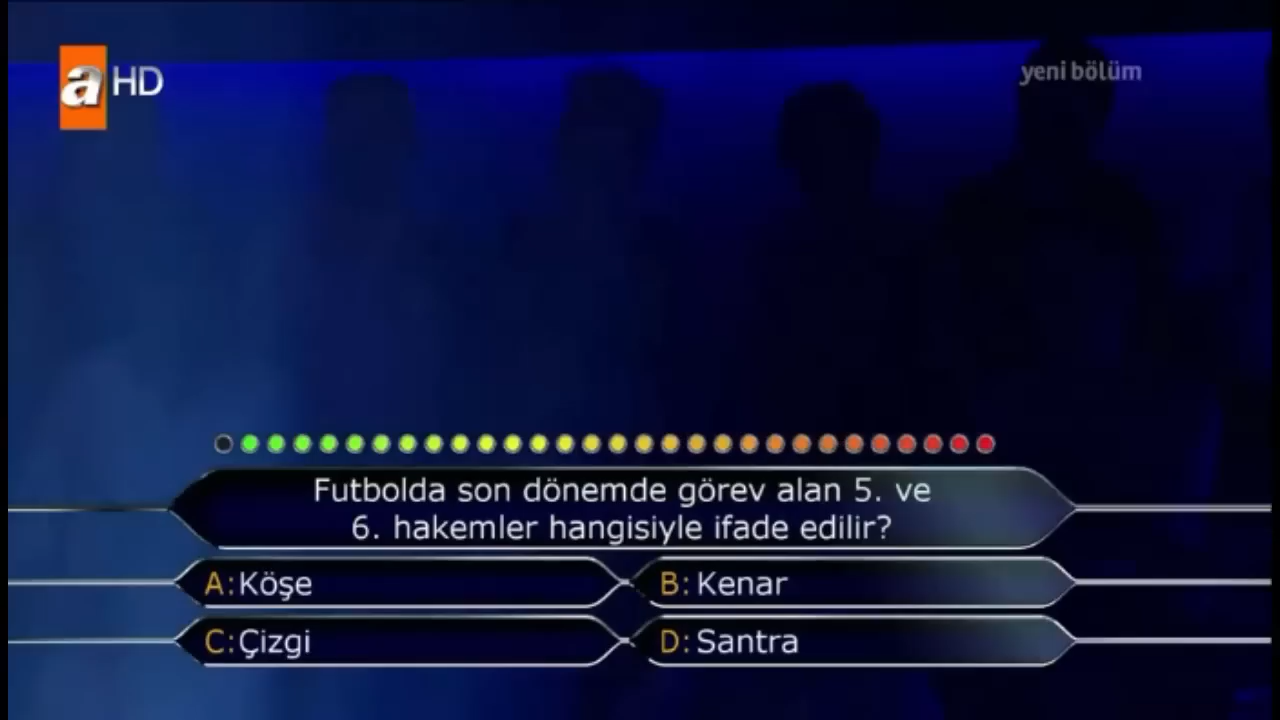 a HD
yeni bölüm
Futbolda son dönemde görev alan 5. ve
6. hakemler hangisiyle ifade edilir?
A: Köşe
B: Kenar
C: Çizgi
D: Santra